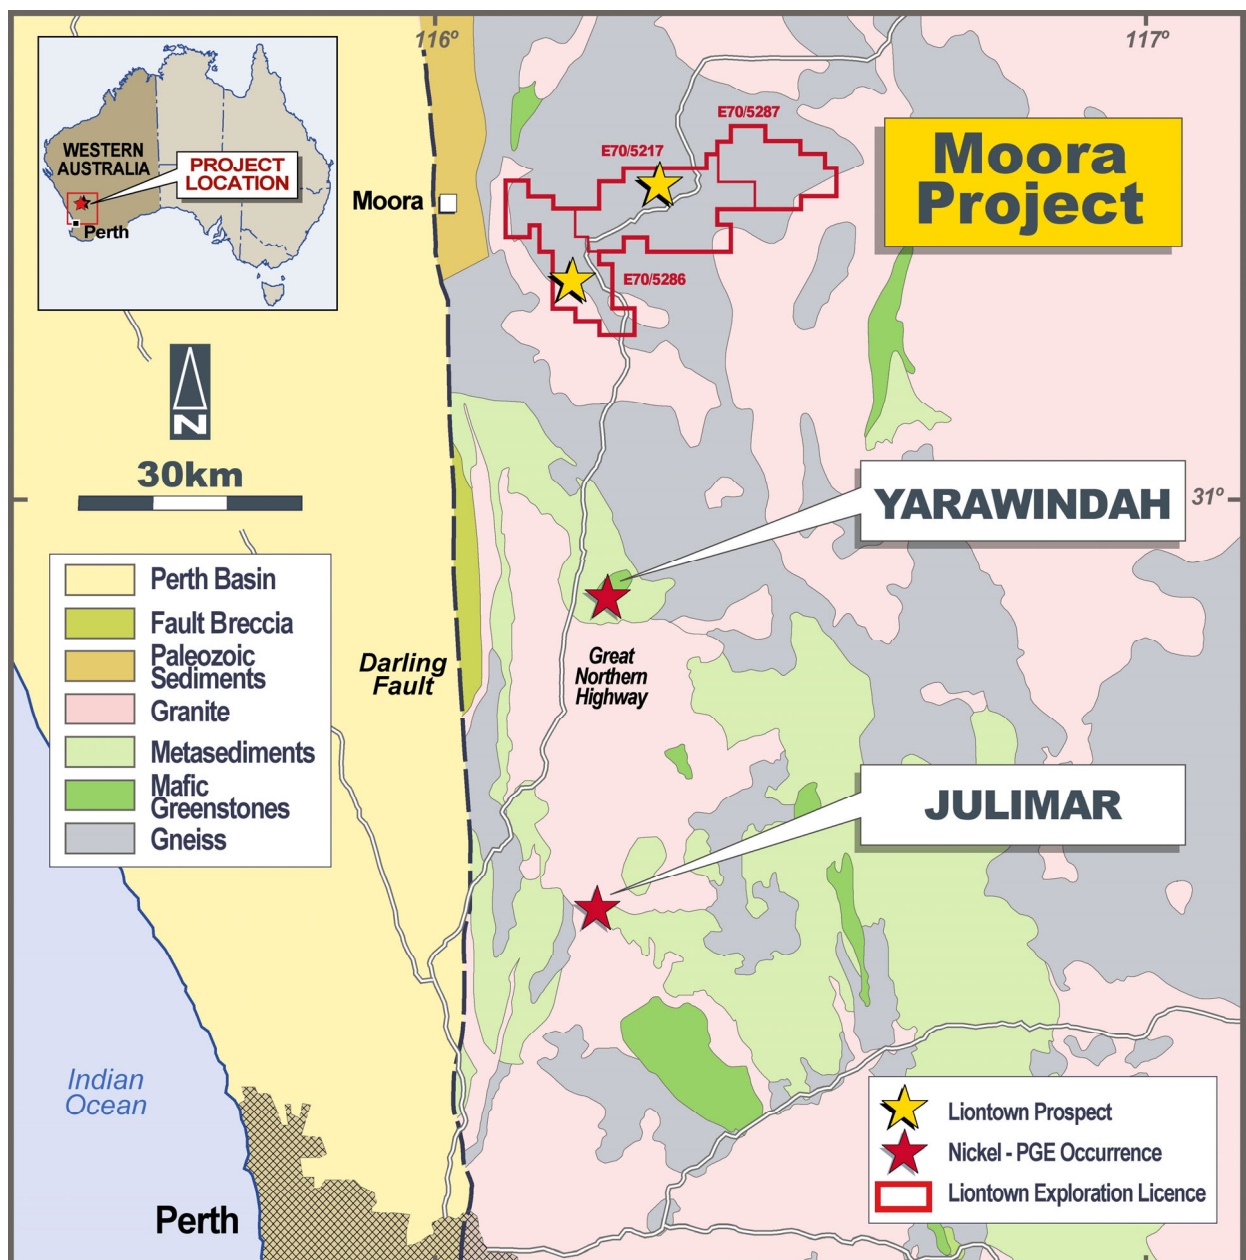 116º
117º
WESTERN
AUSTRALIA
PROJECT
LOCATION
Perth
E70/5287
E70/5217
Moora
Project
Moora
E70/5286
N
30km
YARAWINDAH
31º
Perth Basin
Fault Breccia
Paleozoic
Sediments
Granite
Metasediments
Mafic
Greenstones
Gneiss
Darling
Fault
Great
Northern
Highway
JULIMAR
Indian
Ocean
Perth
Liontown Prospect
Nickel - PGE Occurrence
Liontown Exploration Licence